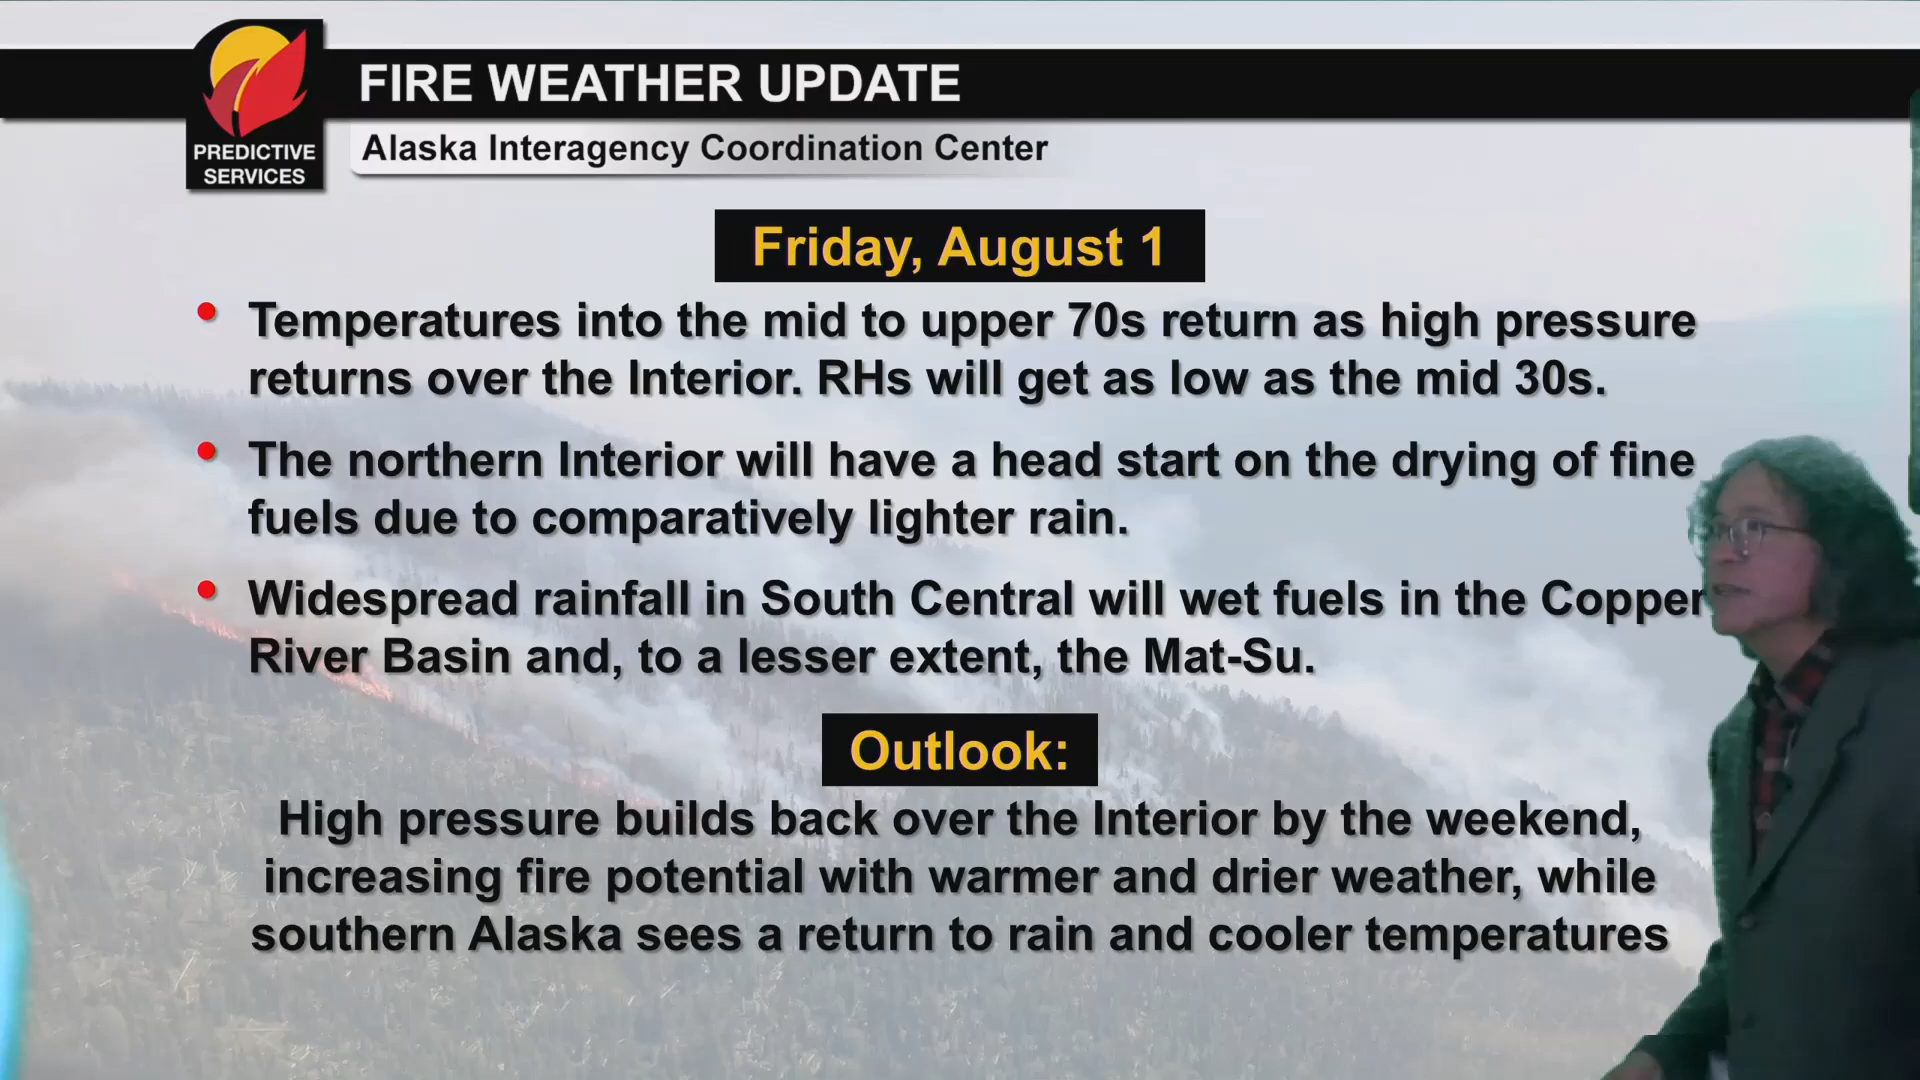 FIRE WEATHER UPDATE
PREDICTIVE
SERVICES
Alaska Interagency Coordination Center
Friday, August 1
• Temperatures into the mid to upper 70s return as high pressure
returns over the Interior. RHs will get as low as the mid 30s.
• The northern Interior will have a head start on the drying of fine
fuels due to comparatively lighter rain.
• Widespread rainfall in South Central will wet fuels in the Copper
River Basin and, to a lesser extent, the Mat-Su.
Outlook:
High pressure builds back over the Interior by the weekend,
increasing fire potential with warmer and drier weather, while
southern Alaska sees a return to rain and cooler temperatures